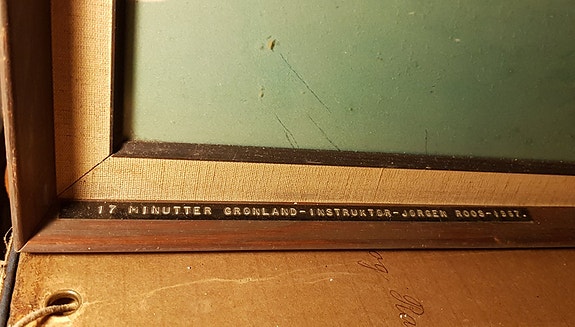 17 MINUTTER GRØNLAND-INSTRUKTØR-JØRGEN ROOS-1967.